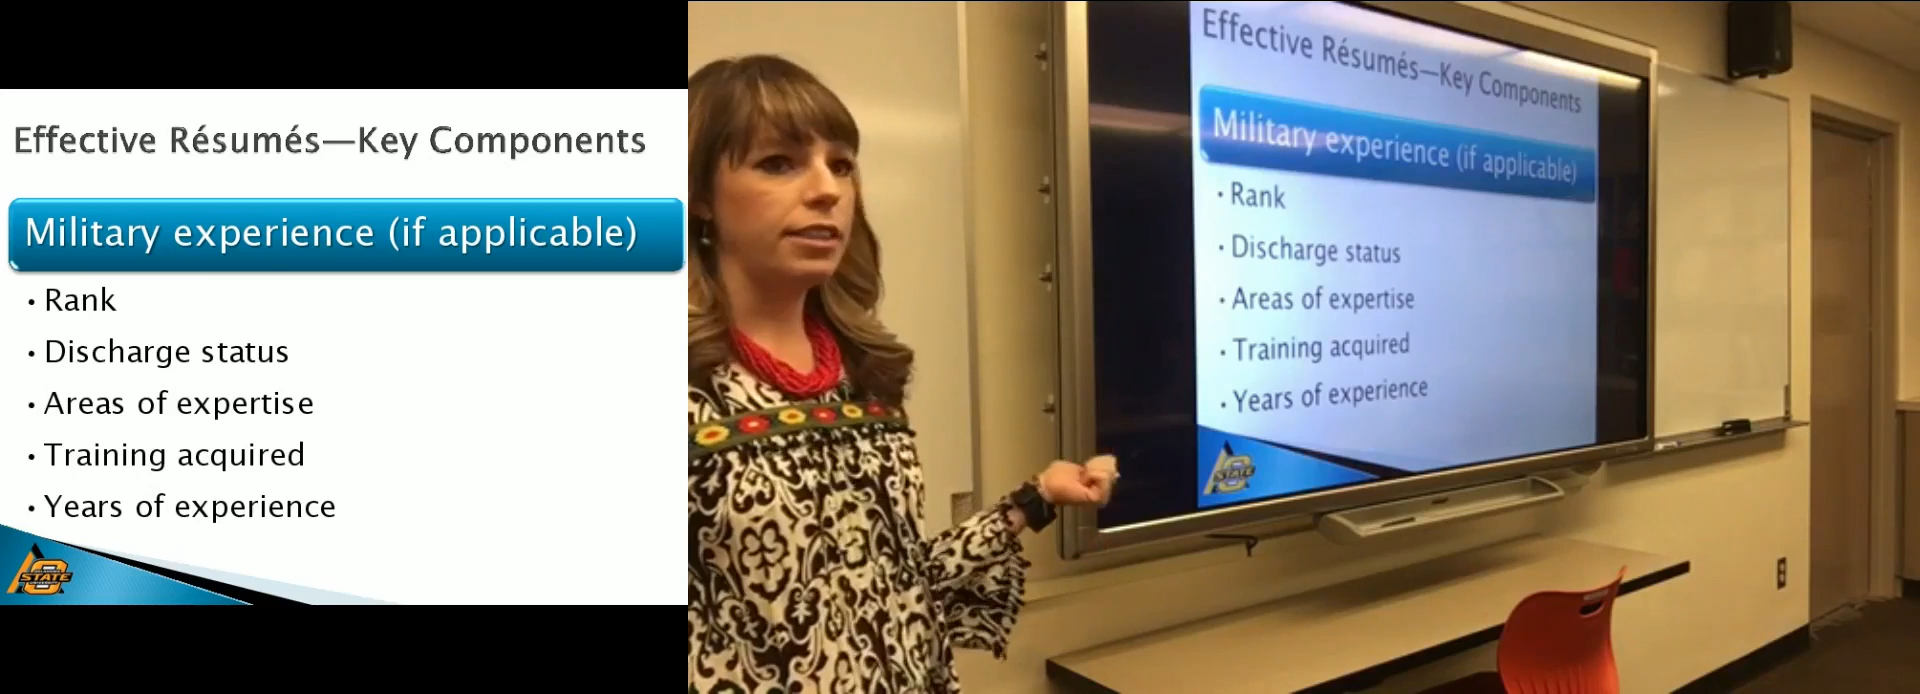 Effective Résumés—Key Components
Military experience (if applicable)
• Rank
• Discharge status
• Areas of expertise
• Training acquired
• Years of experience
STATE
Effective Résumés—Key Components
Military experience (if applicable)
• Rank
• Discharge status
• Areas of expertise
• Training acquired
• Years of experience
STATE